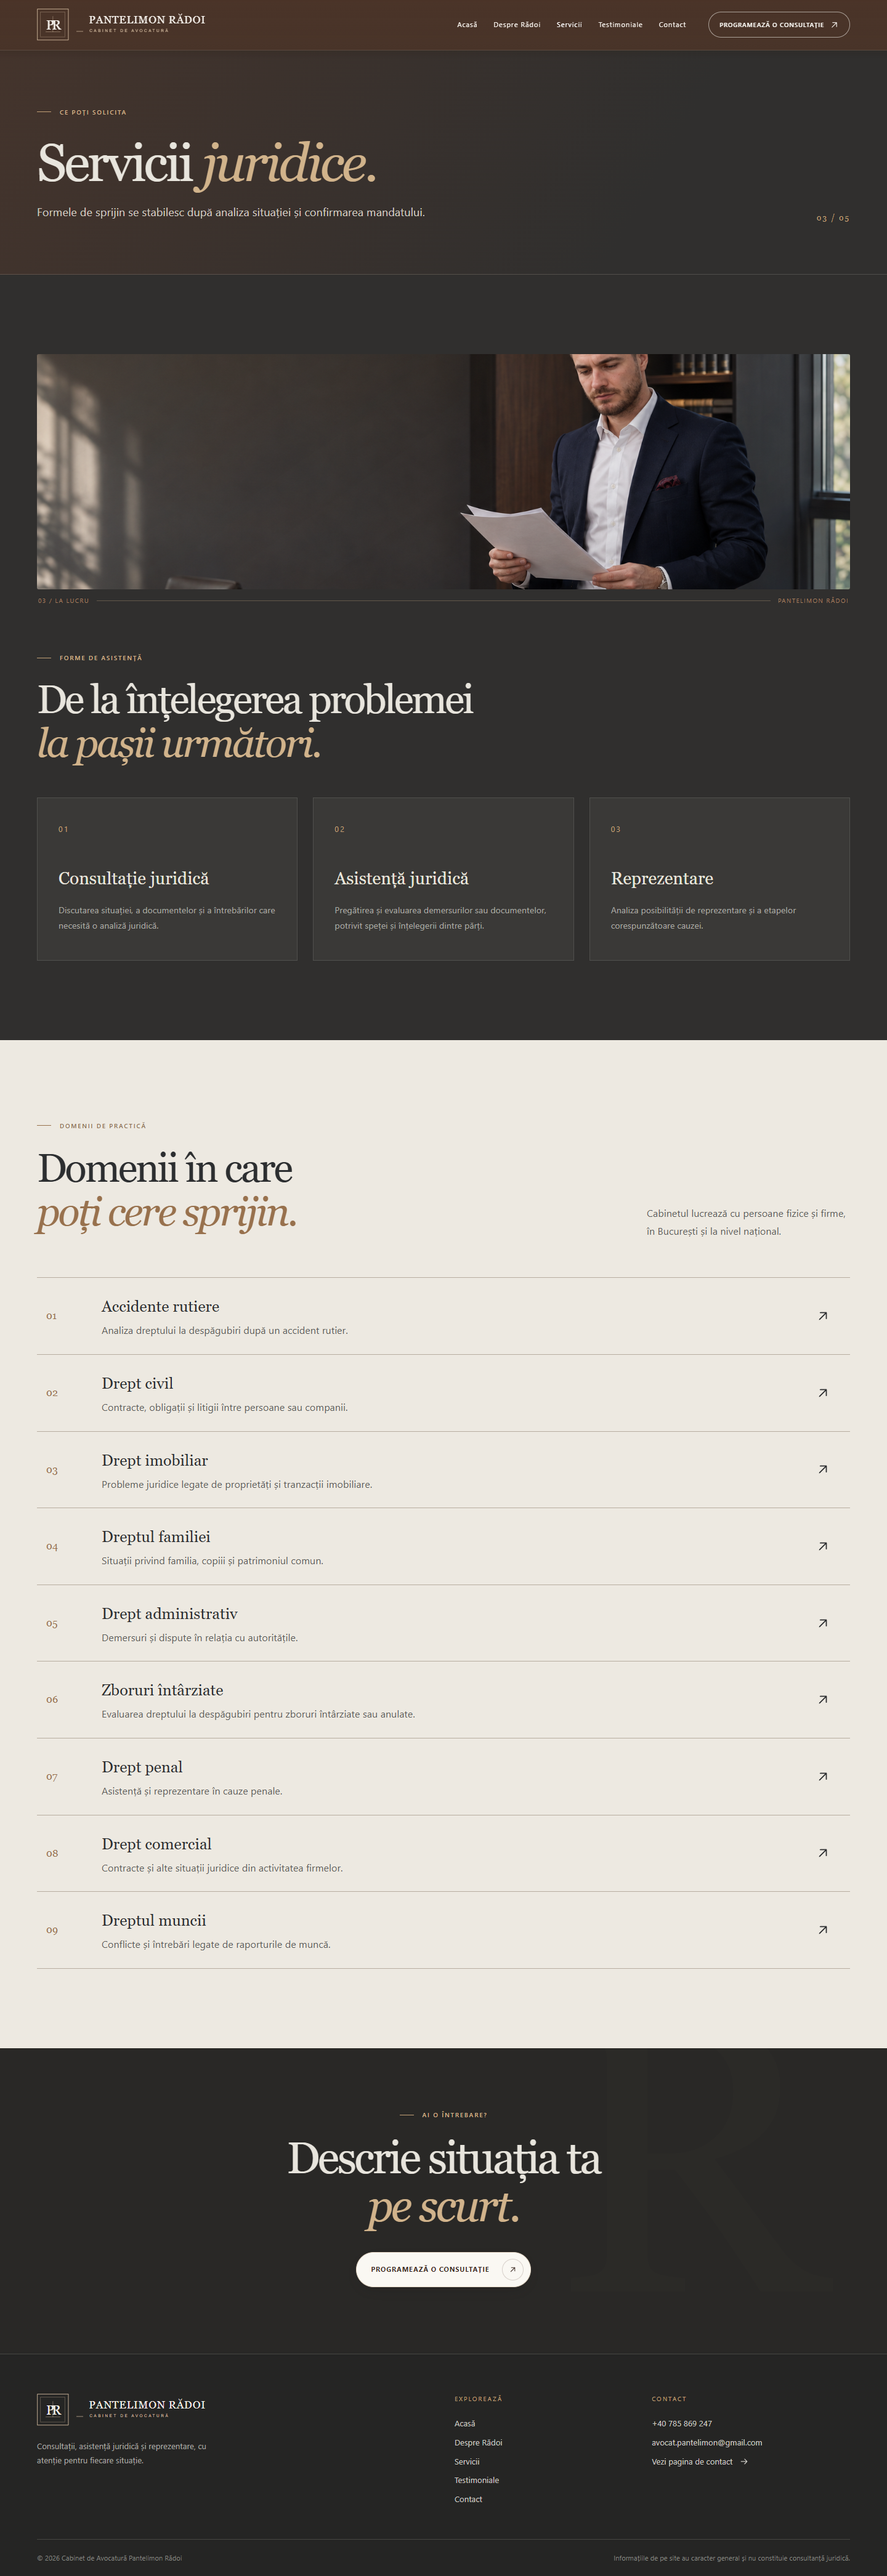 PR
PANTELIMON RĂDOI
CABINET DE AVOCATURĂ
Acasă
Despre Rădoi
Servicii
Testimoniale
Contact
PROGRAMEAZĂ O CONSULTAȚIE
CE POȚI SOLICITA
Servicii juridice.
Formele de sprijin se stabilesc după analiza situației și confirmarea mandatului.
03 / 05
03 / LA LUCRU
PANTELIMON RĂDOI
FORME DE ASISTENȚĂ
De la înțelegerea problemei
la pașii următori.
01
Consultație juridică
Discutarea situației, a documentelor și a întrebărilor care
necesită o analiză juridică.
02
Asistență juridică
Pregătirea și evaluarea demersurilor sau documentelor,
potrivit speței și înțelegerii dintre părți.
03
Reprezentare
Analiza posibilității de reprezentare și a etapelor
corespunzătoare cauzei.
DOMENII DE PRACTICĂ
Domenii în care
poți cere sprijin.
Cabinetul lucrează cu persoane fizice și firme,
în București și la nivel național.
01
Accidente rutiere
Analiza dreptului la despăgubiri după un accident rutier.
02
Drept civil
Contracte, obligații și litigii între persoane sau companii.
03
Drept imobiliar
Probleme juridice legate de proprietăți și tranzacții imobiliare.
04
Dreptul familiei
Situații privind familia, copiii și patrimoniul comun.
05
Drept administrativ
Demersuri și dispute în relația cu autoritățile.
06
Zboruri întârziate
Evaluarea dreptului la despăgubiri pentru zboruri întârziate sau anulate.
07
Drept penal
Asistență și reprezentare în cauze penale.
08
Drept comercial
Contracte și alte situații juridice din activitatea firmelor.
09
Dreptul muncii
Conflicte și întrebări legate de raporturile de muncă.
R
AI O ÎNTREBARE?
Descrie situația ta
pe scurt.
PROGRAMEAZĂ O CONSULTAȚIE
PR
PANTELIMON RĂDOI
CABINET DE AVOCATURĂ
Consultații, asistență juridică și reprezentare, cu
atenție pentru fiecare situație.
EXPLOREAZĂ
Acasă
Despre Rădoi
Servicii
Testimoniale
Contact
CONTACT
+40 785 869 247
avocat.pantelimon@gmail.com
Vezi pagina de contact
© 2026 Cabinet de Avocatură Pantelimon Rădoi
Informațiile de pe site au caracter general și nu constituie consultanță juridică.